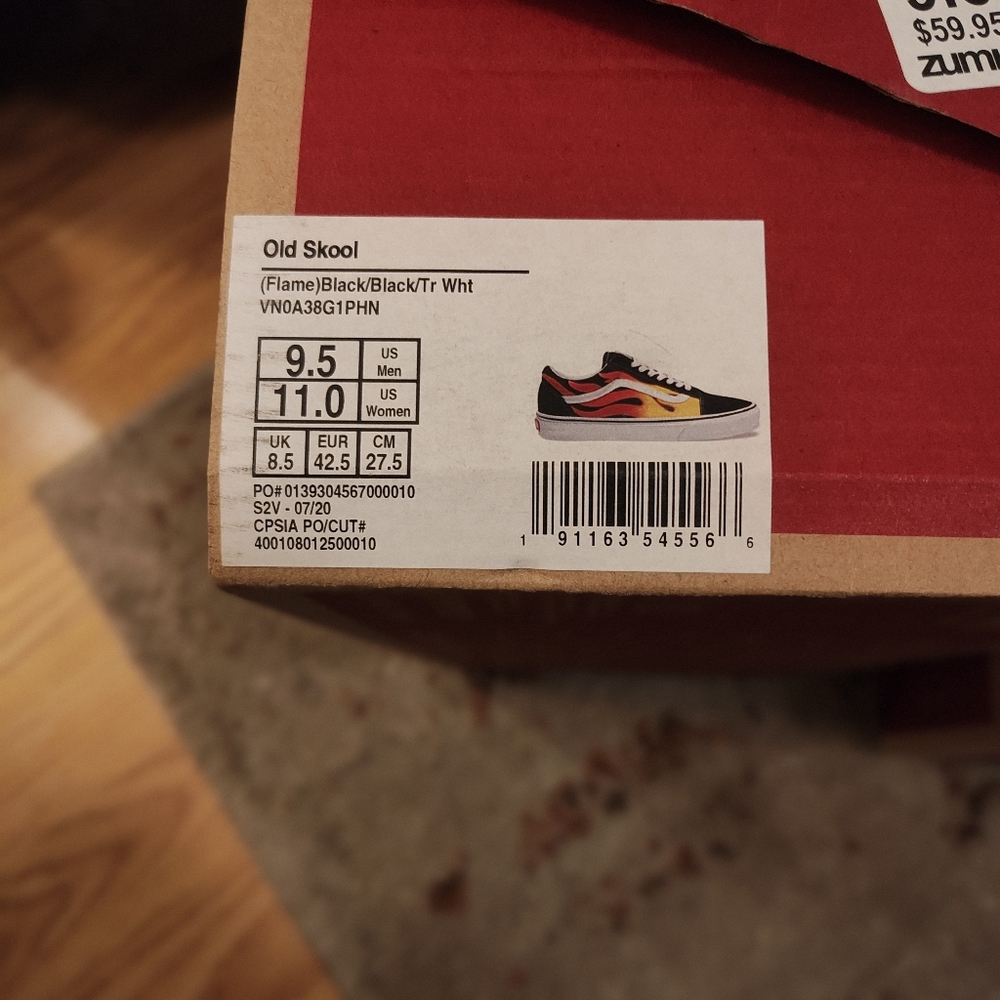 $59.95
Old Skool
(Flame)Black/Black/Tr Wht
VN0A38G1PHN
9.5 US Men
11.0 US Women
UK EUR CM
8.5 42.5 27.5
PO# 0139304567000010
S2V - 07/20
CPSIA PO/CUT#
400108012500010
1 91163 54556 6